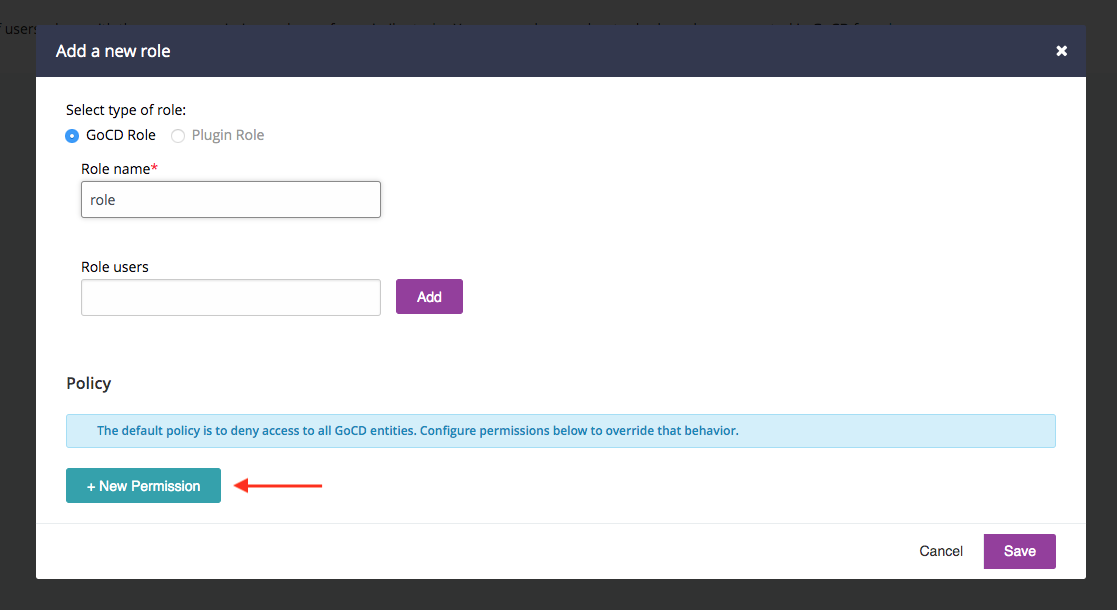 users
Add a new role
Select type of role:
GoCD Role Plugin Role
Role name*
role
Role users
Add
Policy
The default policy is to deny access to all GoCD entities. Configure permissions below to override that behavior.
+ New Permission
Cancel Save